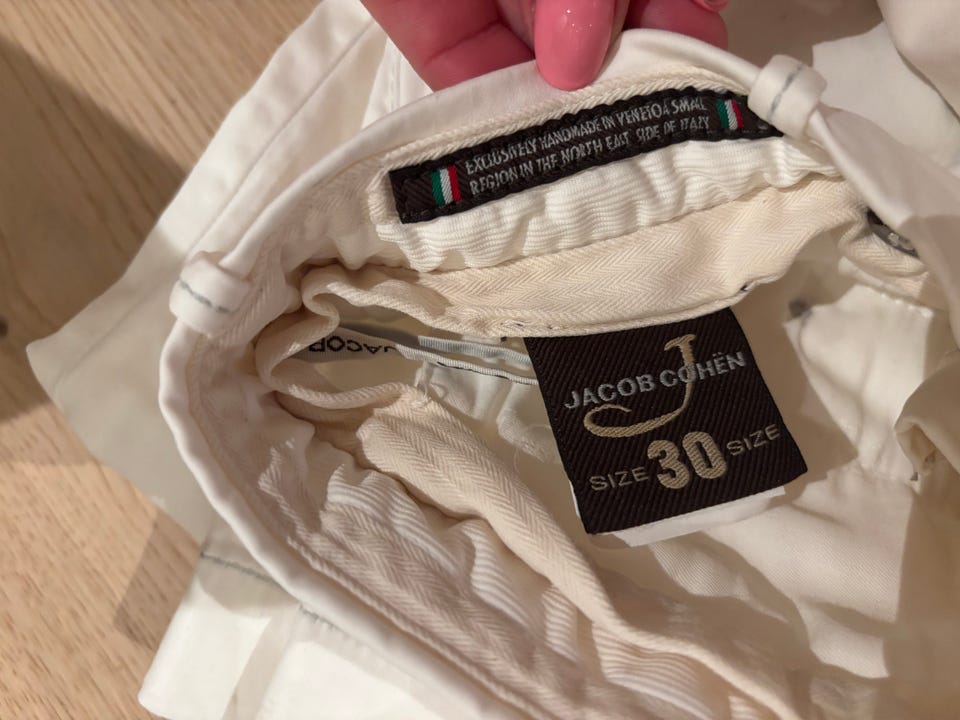 EXCLUSIVELY HANDMADE IN VENETO A SMALL
REGION IN THE NORTH EAST SIDE OF ITALY
JACOB
J
JACOB COHËN
SIZE 30 SIZE